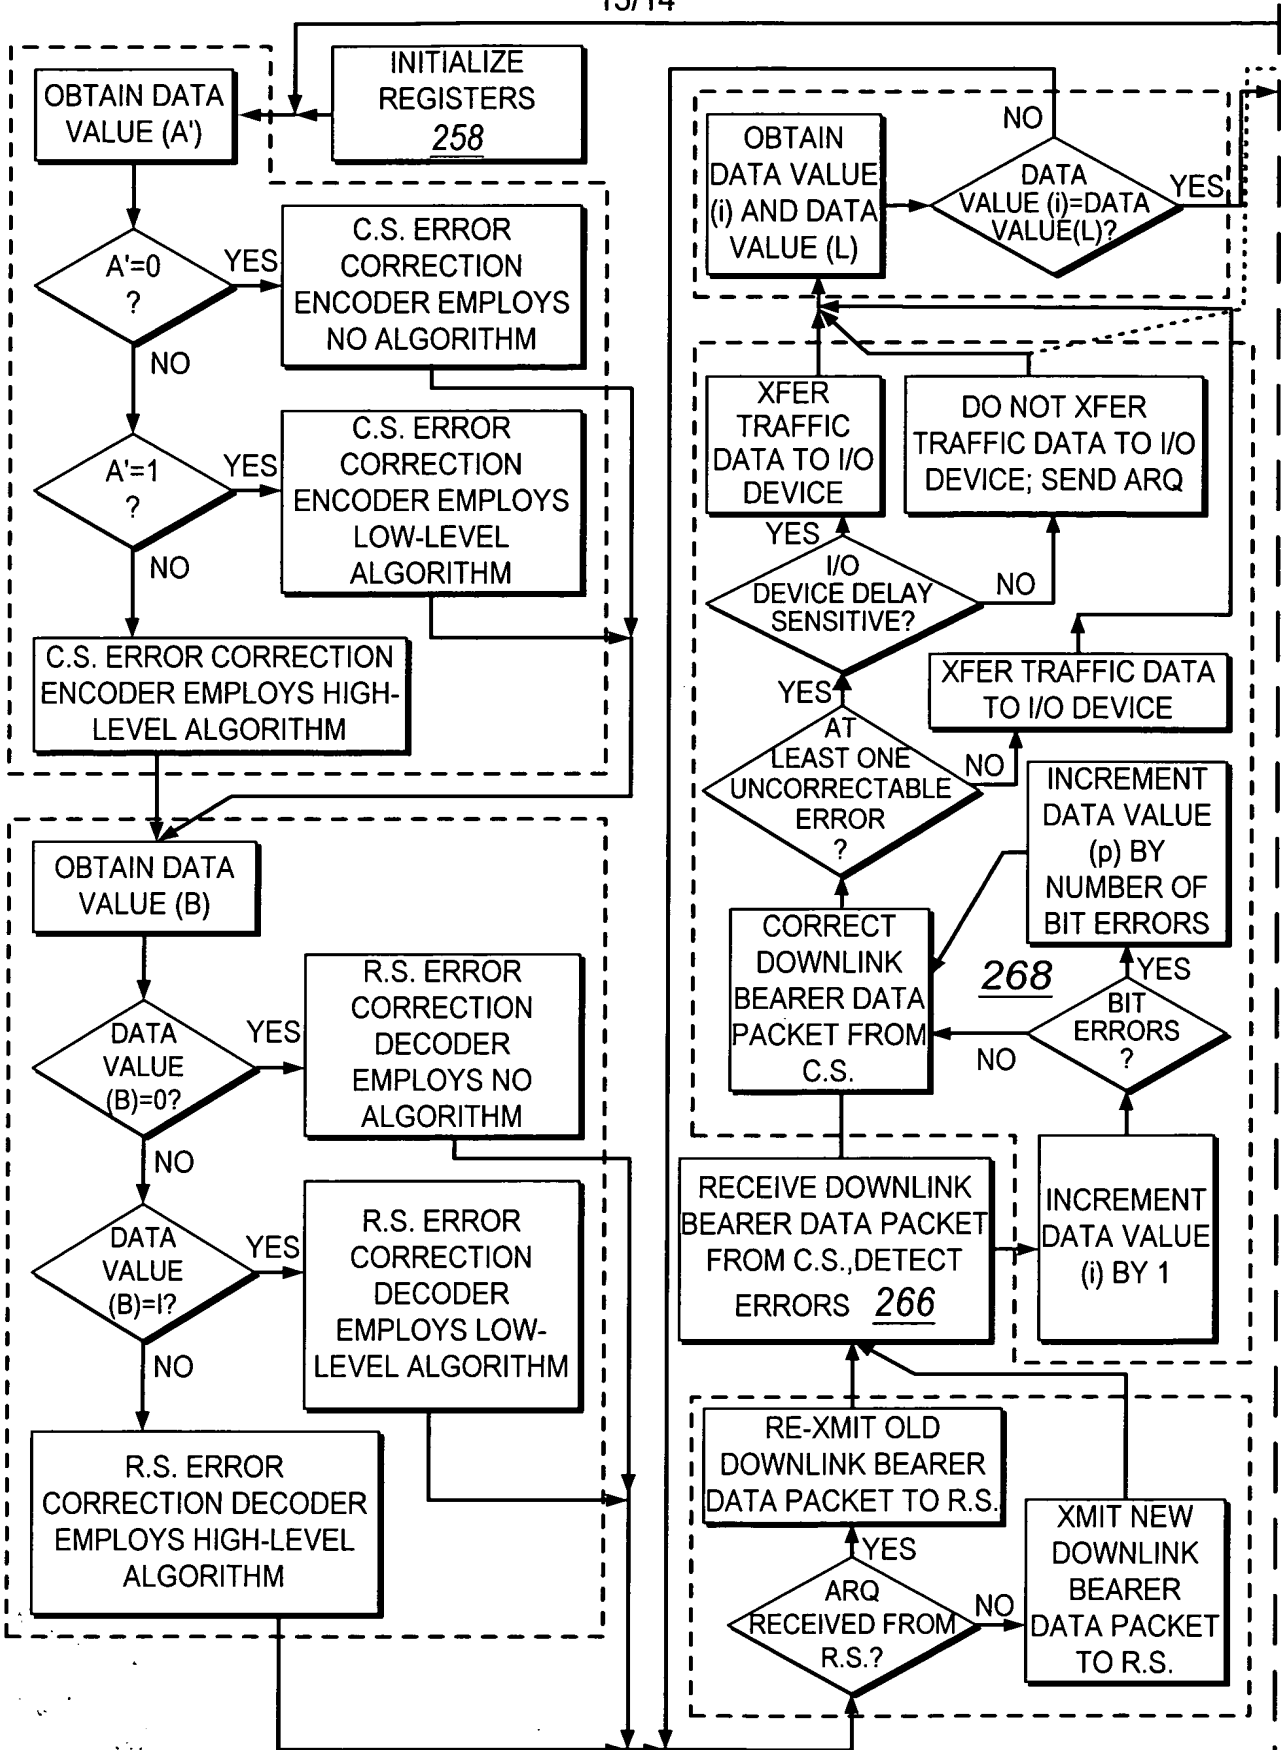 13/14
INITIALIZE
REGISTERS
258
OBTAIN DATA
VALUE (A')
A'=0
?
YES
NO
C.S. ERROR
CORRECTION
ENCODER EMPLOYS
NO ALGORITHM
A'=1
?
YES
NO
C.S. ERROR
CORRECTION
ENCODER EMPLOYS
LOW-LEVEL
ALGORITHM
C.S. ERROR CORRECTION
ENCODER EMPLOYS HIGH-
LEVEL ALGORITHM
OBTAIN DATA
VALUE (B)
DATA
VALUE
(B)=0?
YES
NO
R.S. ERROR
CORRECTION
DECODER
EMPLOYS NO
ALGORITHM
DATA
VALUE
(B)=I?
YES
NO
R.S. ERROR
CORRECTION
DECODER
EMPLOYS LOW-
LEVEL ALGORITHM
R.S. ERROR
CORRECTION DECODER
EMPLOYS HIGH-LEVEL
ALGORITHM
OBTAIN
DATA VALUE
(i) AND DATA
VALUE (L)
NO
DATA
VALUE (i)=DATA
VALUE(L)?
YES
XFER
TRAFFIC
DATA TO I/O
DEVICE
DO NOT XFER
TRAFFIC DATA TO I/O
DEVICE; SEND ARQ
YES
I/O
DEVICE DELAY
SENSITIVE?
NO
XFER TRAFFIC DATA
TO I/O DEVICE
YES
AT
LEAST ONE
UNCORRECTABLE
ERROR
?
NO
INCREMENT
DATA VALUE
(p) BY
NUMBER OF
BIT ERRORS
CORRECT
DOWNLINK
BEARER DATA
PACKET FROM
C.S.
268
YES
BIT
ERRORS
?
NO
RECEIVE DOWNLINK
BEARER DATA PACKET
FROM C.S.,DETECT
ERRORS 266
INCREMENT
DATA VALUE
(i) BY 1
RE-XMIT OLD
DOWNLINK BEARER
DATA PACKET TO R.S.
YES
ARQ
RECEIVED FROM
R.S.?
NO
XMIT NEW
DOWNLINK
BEARER
DATA PACKET
TO R.S.